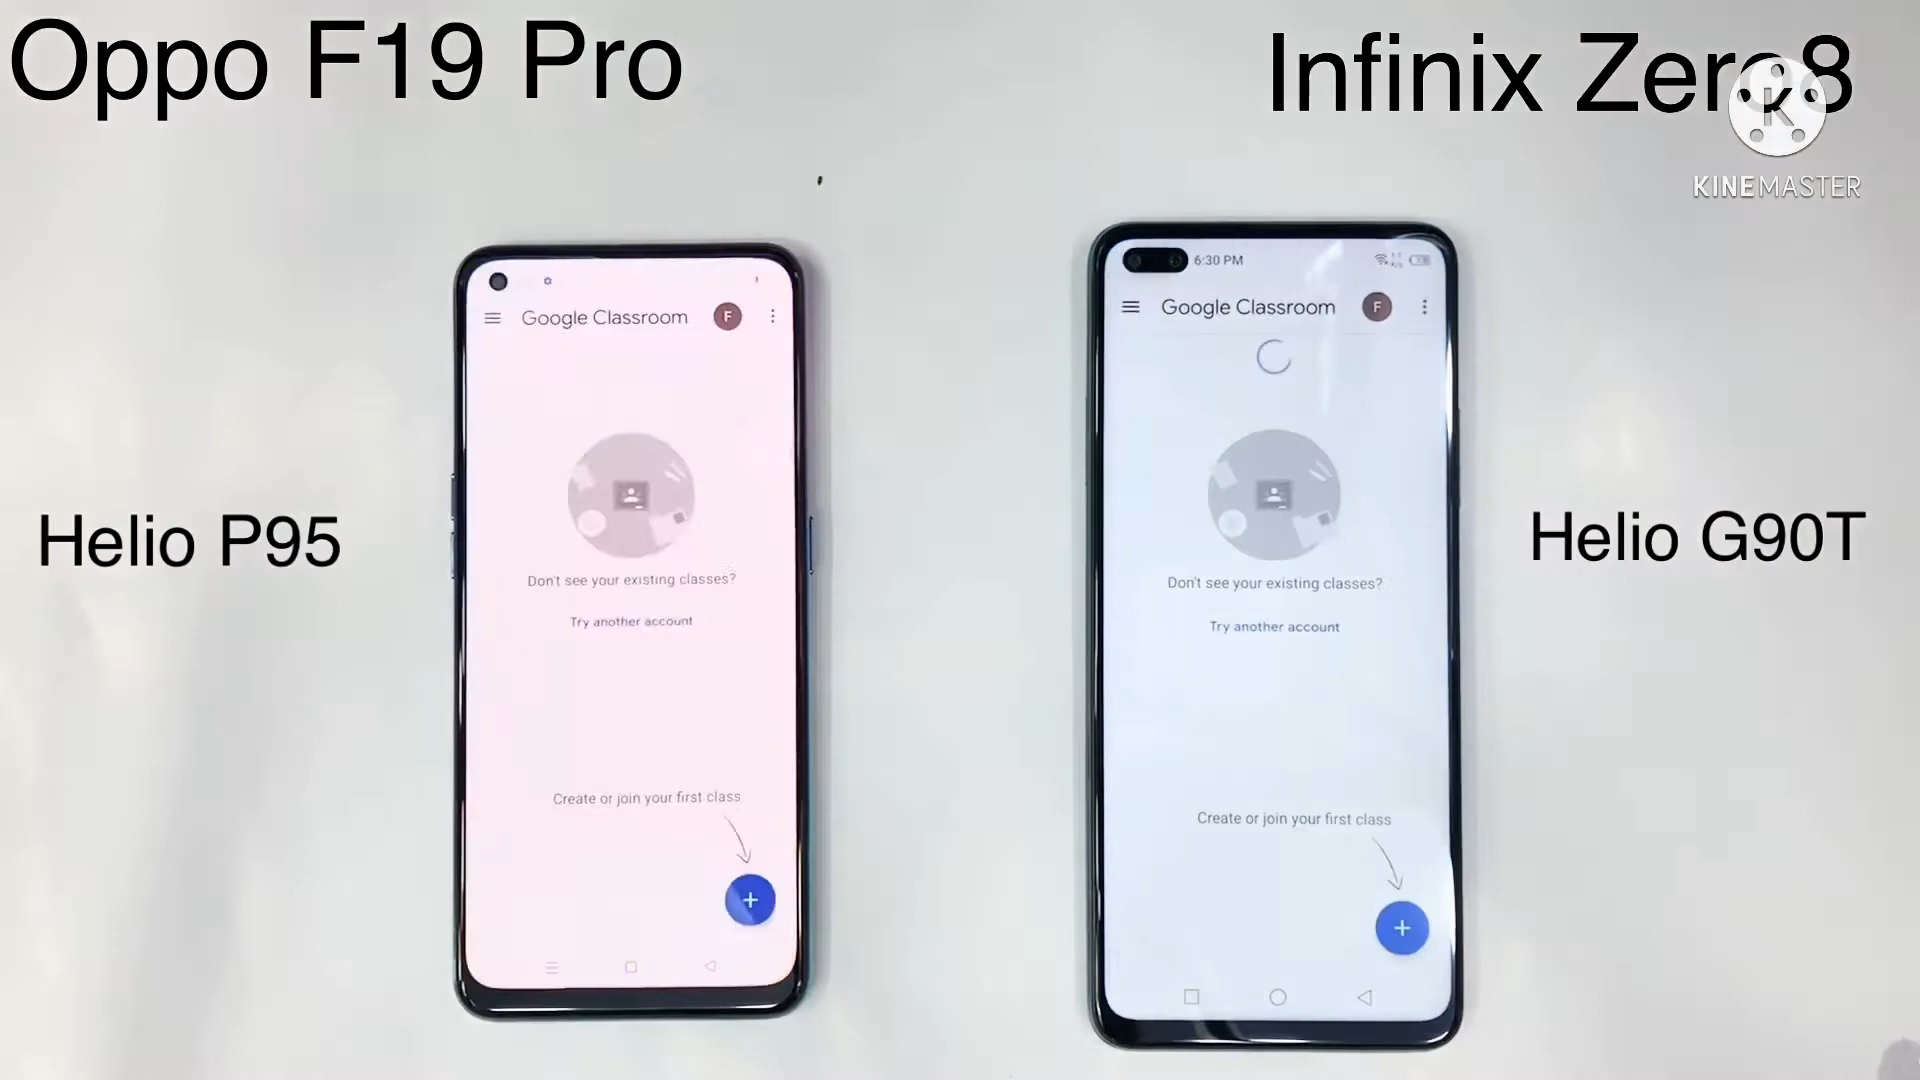 Oppo F19 Pro
Infinix Zero8
KINEMASTER
Helio P95
Helio G90T
Google Classroom
F
Don't see your existing classes?
Try another account
Create or join your first class
+
6:30 PM
Google Classroom
F
Don't see your existing classes?
Try another account
Create or join your first class
+